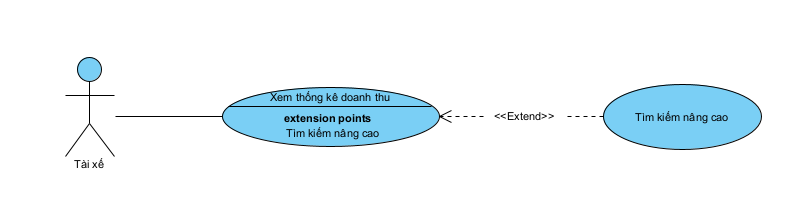 Xem thống kê doanh thu
extension points
Tìm kiếm nâng cao
<<Extend>>
Tìm kiếm nâng cao
Tài xế